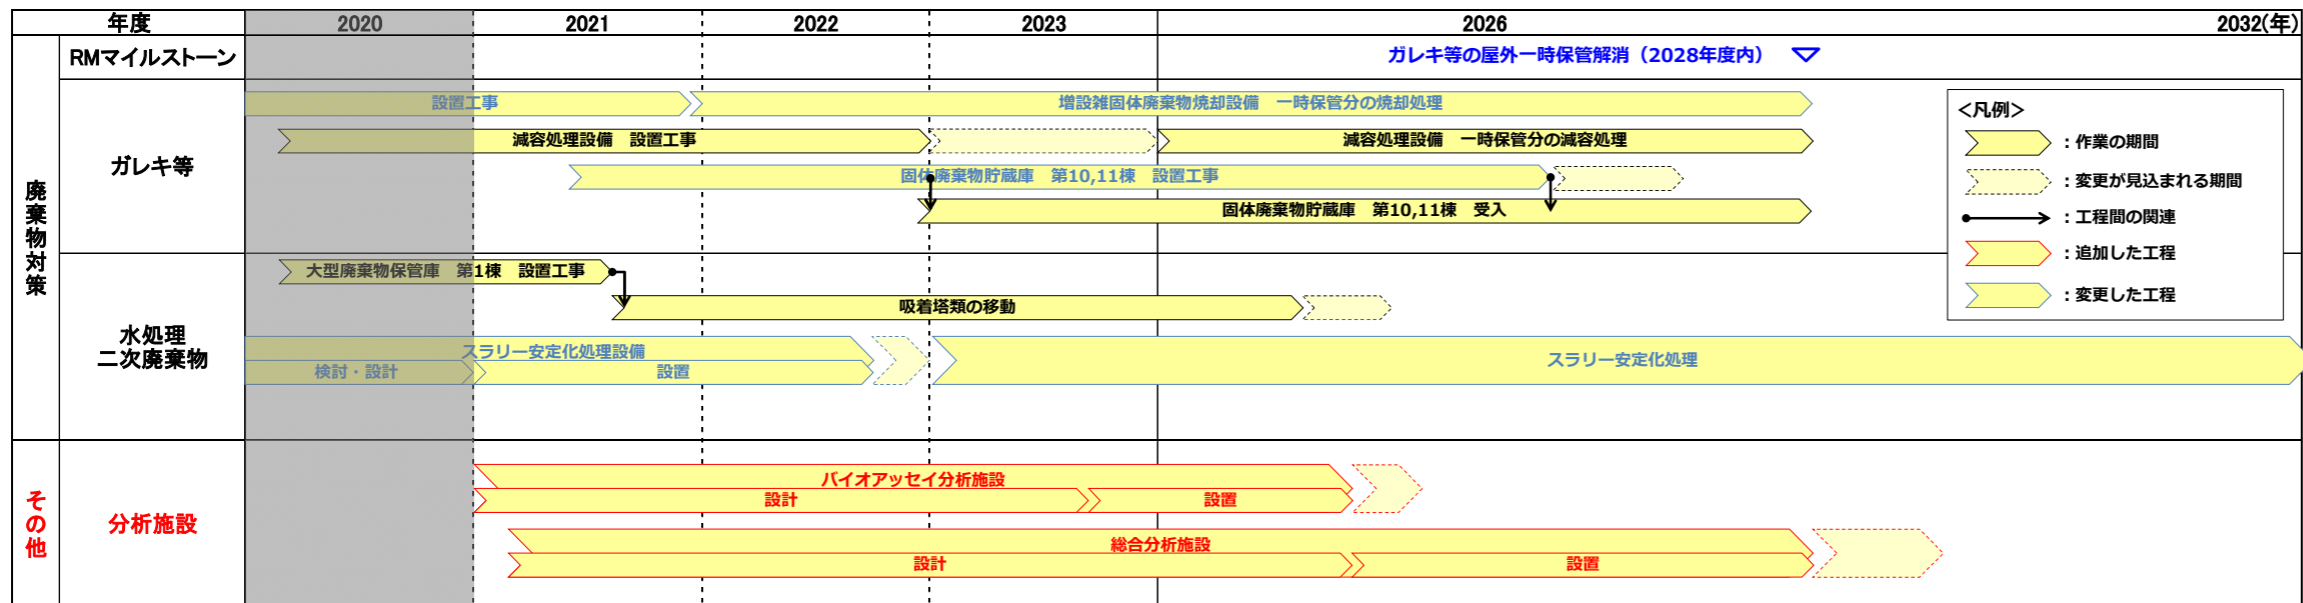 年度 2020 2021 2022 2023 2026 2032(年)
廃棄物対策
RMマイルストーン
ガレキ等の屋外一時保管解消（2028年度内）
ガレキ等
設置工事
増設雑固体廃棄物焼却設備　一時保管分の焼却処理
減容処理設備　設置工事
減容処理設備　一時保管分の減容処理
固体廃棄物貯蔵庫　第10,11棟　設置工事
固体廃棄物貯蔵庫　第10,11棟　受入
水処理
二次廃棄物
大型廃棄物保管庫　第1棟　設置工事
吸着塔類の移動
スラリー安定化処理設備
検討・設計
設置
スラリー安定化処理
その他
分析施設
バイオアッセイ分析施設
設計
設置
総合分析施設
設計
設置
＜凡例＞
：作業の期間
：変更が見込まれる期間
：工程間の関連
：追加した工程
：変更した工程